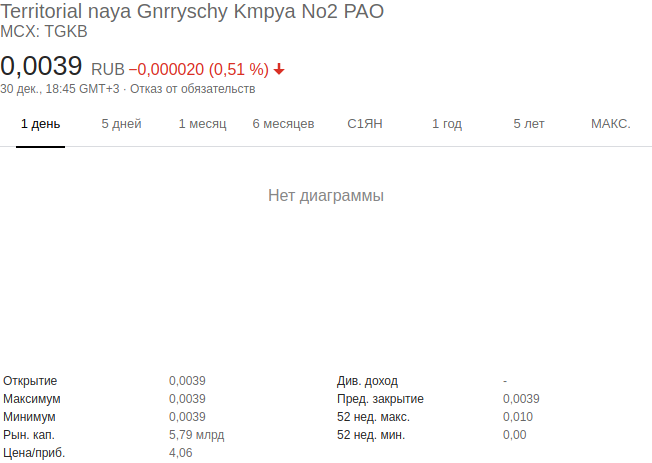 Territorial naya Gnrryschy Kmpya No2 PAO
MCX: TGKB
0,0039 RUB −0,000020 (0,51 %)
30 дек., 18:45 GMT+3 · Отказ от обязательств
1 день 5 дней 1 месяц 6 месяцев С1ЯН 1 год 5 лет МАКС.
Нет диаграммы
Открытие 0,0039 Див. доход -
Максимум 0,0039 Пред. закрытие 0,0039
Минимум 0,0039 52 нед. макс. 0,010
Рын. кап. 5,79 млрд 52 нед. мин. 0,00
Цена/приб. 4,06